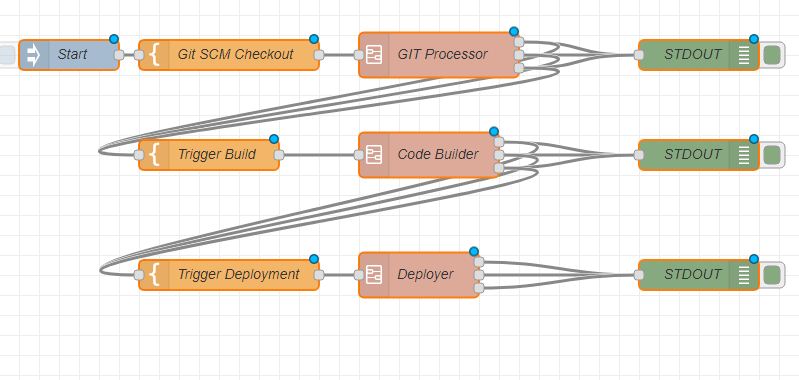 Start
Git SCM Checkout
GIT Processor
STDOUT
Trigger Build
Code Builder
STDOUT
Trigger Deployment
Deployer
STDOUT